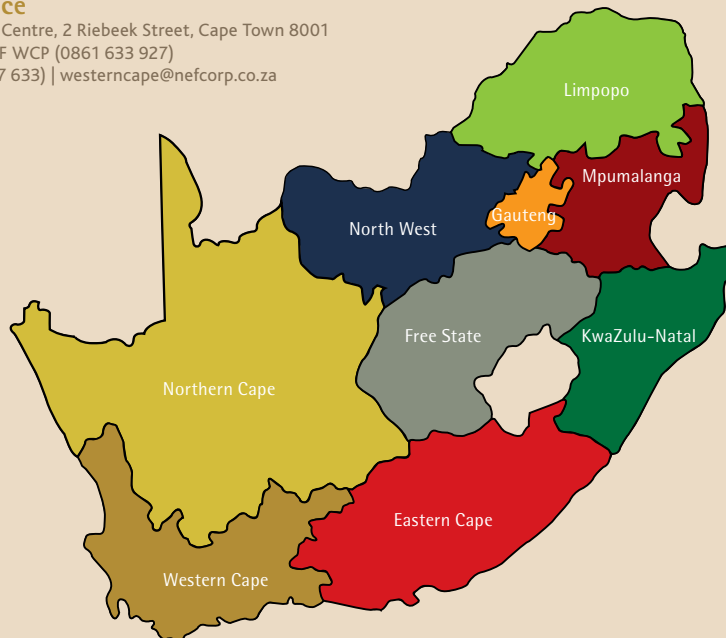 ce
Centre, 2 Riebeek Street, Cape Town 8001
F WCP (0861 633 927)
7 633) | westerncape@nefcorp.co.za
Limpopo
Mpumalanga
Gauteng
North West
Free State
KwaZulu-Natal
Northern Cape
Eastern Cape
Western Cape